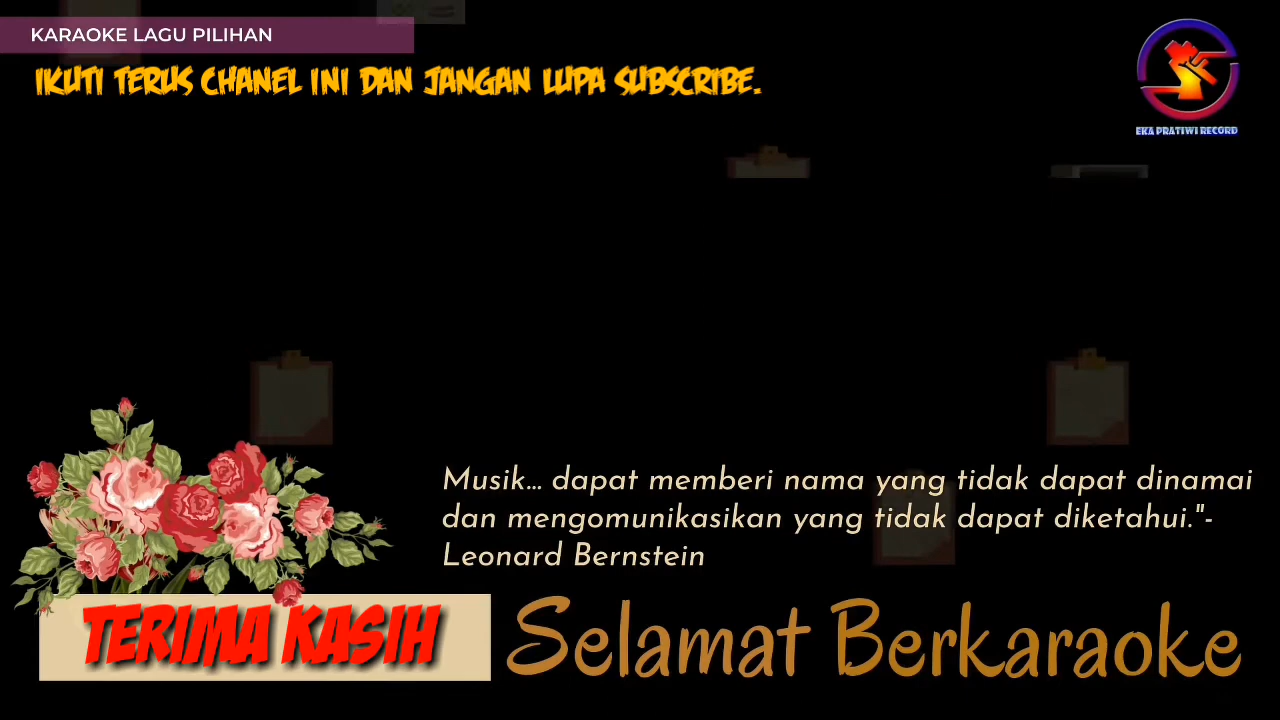 KARAOKE LAGU PILIHAN
IKUTI TERUS CHANEL INI DAN JANGAN LUPA SUBSCRIBE.
EKA PRATIWI RECORD
Musik... dapat memberi nama yang tidak dapat dinamai
dan mengomunikasikan yang tidak dapat diketahui."-
Leonard Bernstein
TERIMA KASIH
Selamat Berkaraoke